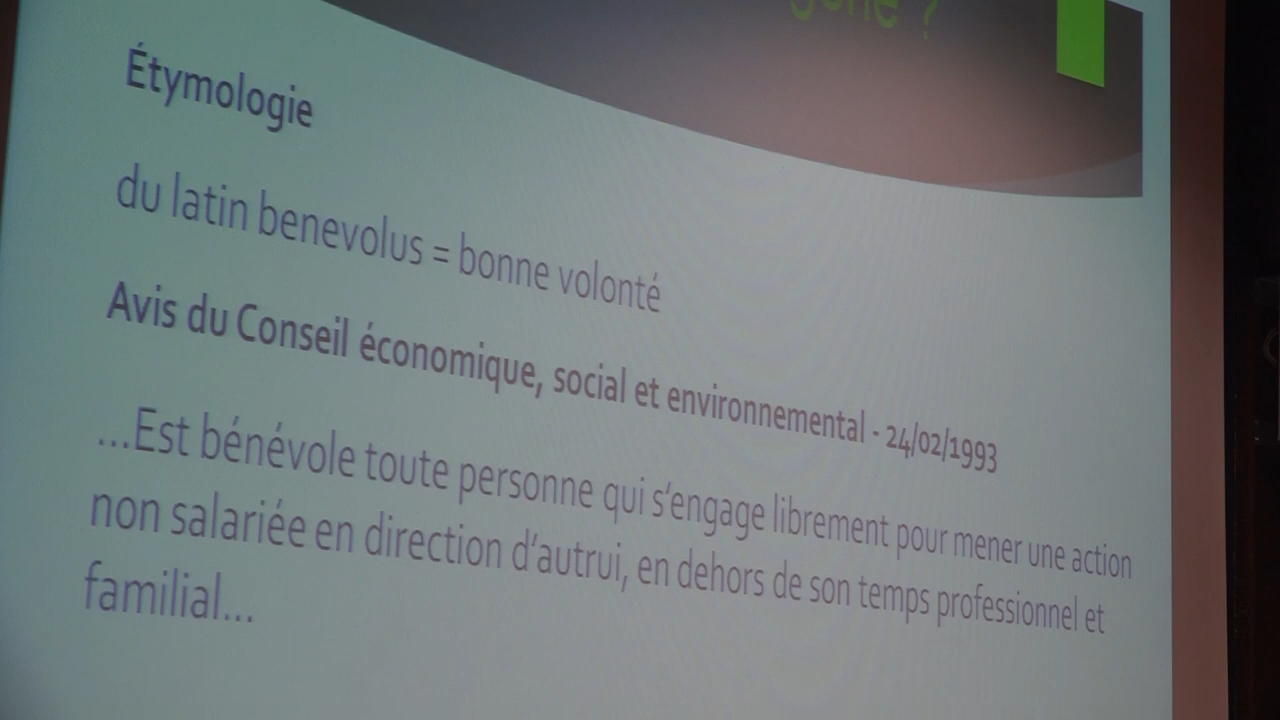 ?
Étymologie
du latin benevolus = bonne volonté
Avis du Conseil économique, social et environnemental - 24/02/1993
...Est bénévole toute personne qui s'engage librement pour mener une action
non salariée en direction d'autrui, en dehors de son temps professionnel et
familial...